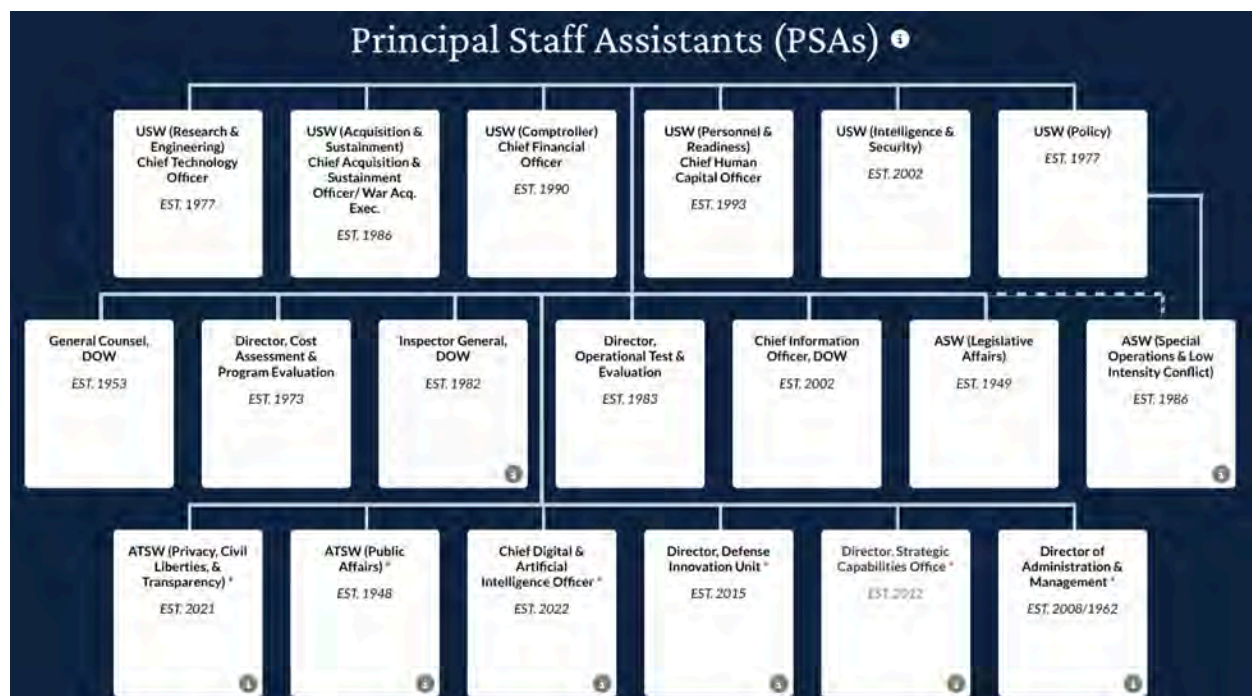 Principal Staff Assistants (PSAs)
USW (Research &
Engineering)
Chief Technology
Officer
EST. 1977
USW (Acquisition &
Sustainment)
Chief Acquisition &
Sustainment
Officer/ War Acq.
Exec.
EST. 1986
USW (Comptroller)
Chief Financial
Officer
EST. 1990
USW (Personnel &
Readiness)
Chief Human
Capital Officer
EST. 1993
USW (Intelligence &
Security)
EST. 2002
USW (Policy)
EST. 1977
General Counsel,
DOW
EST. 1953
Director, Cost
Assessment &
Program Evaluation
EST. 1973
Inspector General,
DOW
EST. 1982
Director,
Operational Test &
Evaluation
EST. 1983
Chief Information
Officer, DOW
EST. 2002
ASW (Legislative
Affairs)
EST. 1949
ASW (Special
Operations & Low
Intensity Conflict)
EST. 1986
ATSW (Privacy, Civil
Liberties, &
Transparency) *
EST. 2021
ATSW (Public
Affairs) *
EST. 1948
Chief Digital &
Artificial
Intelligence Officer *
EST. 2022
Director, Defense
Innovation Unit *
EST. 2015
Director, Strategic
Capabilities Office *
EST. 2012
Director of
Administration &
Management *
EST. 2008/1962